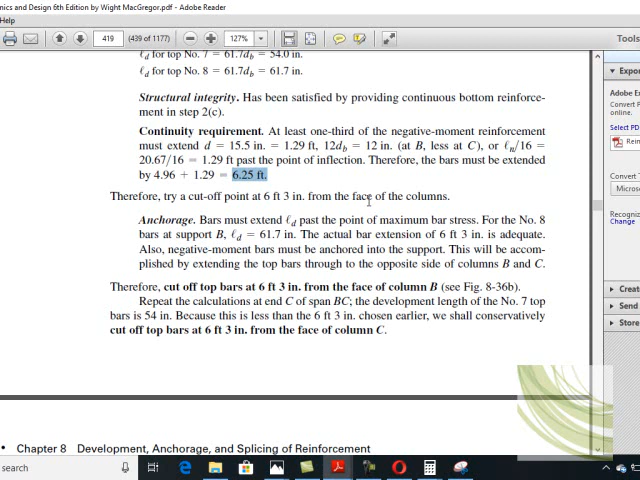 nics and Design 6th Edition by Wight MacGregor.pdf - Adobe Reader
Help
419 (439 of 1177) 127% Tools
ℓd for top No. 7 = 61.7db = 54.0 in.
ℓd for top No. 8 = 61.7db = 61.7 in.
Structural integrity. Has been satisfied by providing continuous bottom reinforce-
ment in step 2(c).
Continuity requirement. At least one-third of the negative-moment reinforcement
must extend d = 15.5 in. = 1.29 ft, 12db = 12 in. (at B, less at C), or ℓn/16 =
20.67/16 = 1.29 ft past the point of inflection. Therefore, the bars must be extended
by 4.96 + 1.29 = 6.25 ft.
Therefore, try a cut-off point at 6 ft 3 in. from the face of the columns.
Anchorage. Bars must extend ℓd past the point of maximum bar stress. For the No. 8
bars at support B, ℓd = 61.7 in. The actual bar extension of 6 ft 3 in. is adequate.
Also, negative-moment bars must be anchored into the support. This will be accom-
plished by extending the top bars through to the opposite side of columns B and C.
Therefore, cut off top bars at 6 ft 3 in. from the face of column B (see Fig. 8-36b).
Repeat the calculations at end C of span BC; the development length of the No. 7 top
bars is 54 in. Because this is less than the 6 ft 3 in. chosen earlier, we shall conservatively
cut off top bars at 6 ft 3 in. from the face of column C.
• Chapter 8 Development, Anchorage, and Splicing of Reinforcement
Expor
Adobe E
Convert P
Select PD
Rein
Convert T
Microso
Recogniz
Change
Create
Send
Store
search